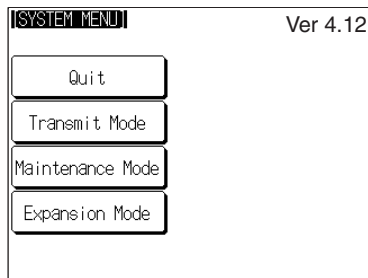 [SYSTEM MENU]
Ver 4.12
Quit
Transmit Mode
Maintenance Mode
Expansion Mode